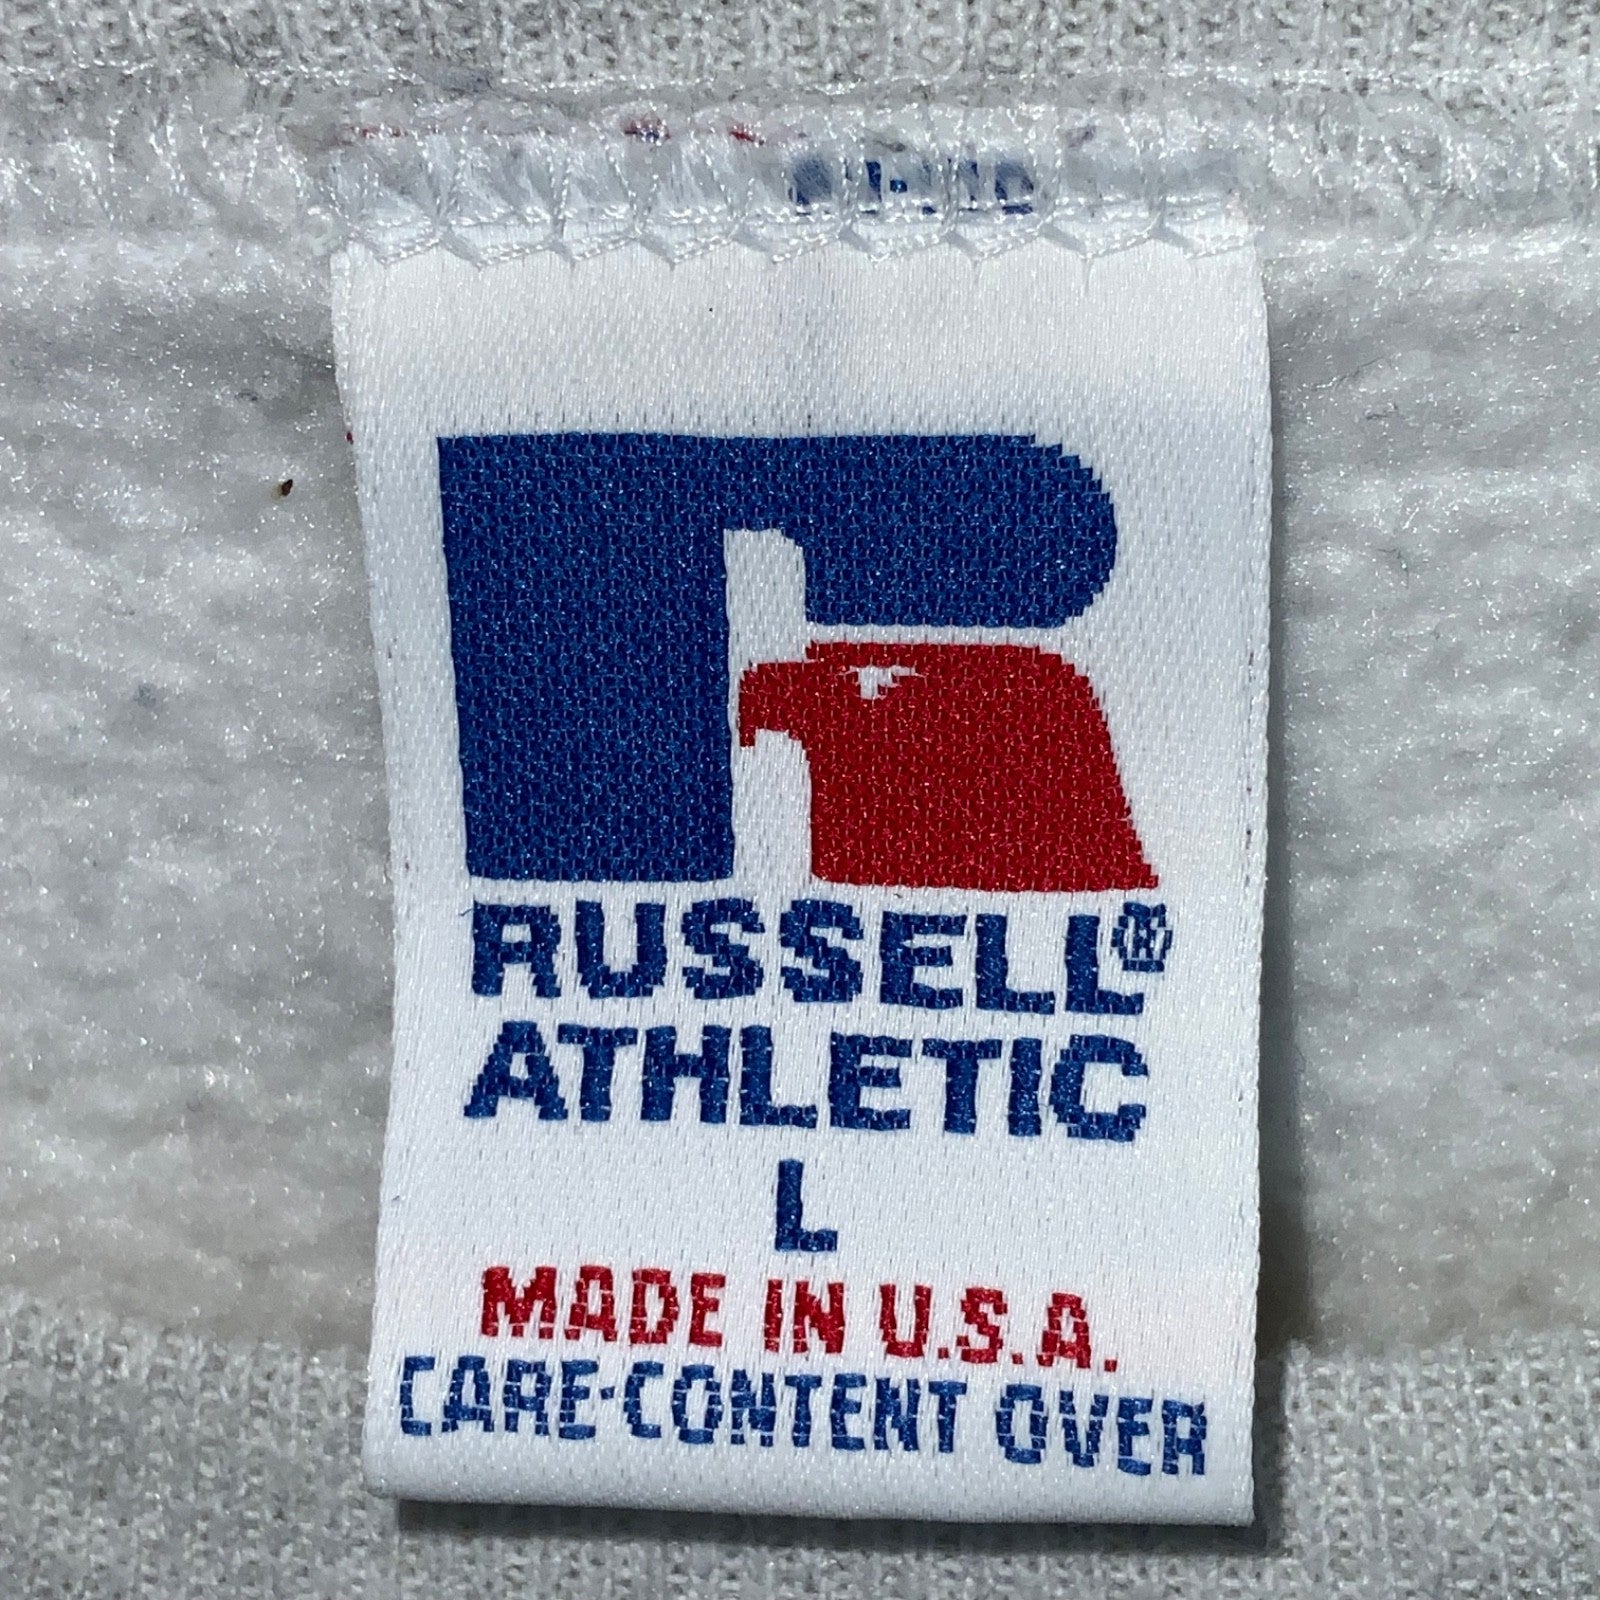 RUSSELL®
ATHLETIC
L
MADE IN U.S.A.
CARE·CONTENT OVER